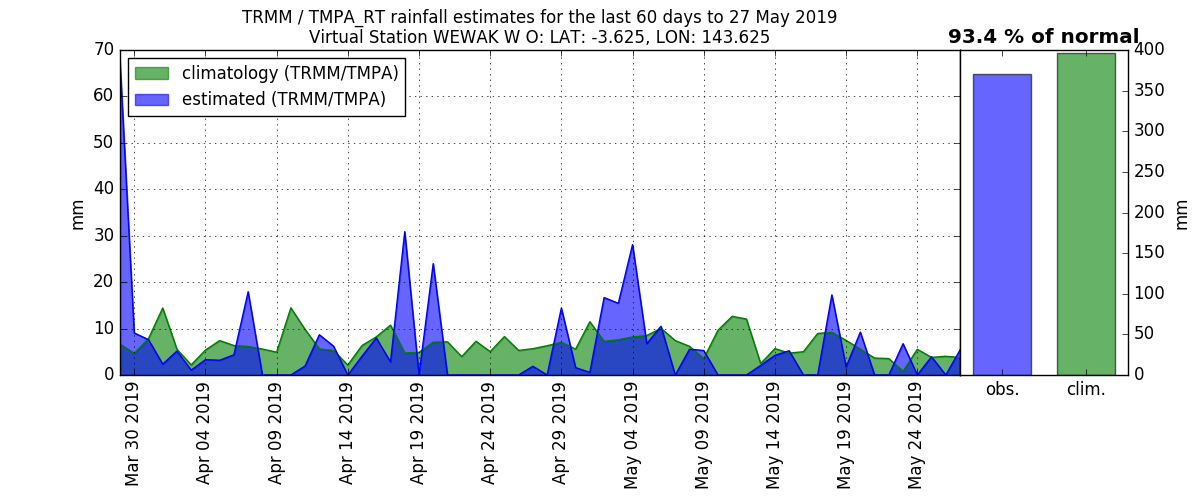 TRMM / TMPA_RT rainfall estimates for the last 60 days to 27 May 2019
Virtual Station WEWAK W O: LAT: -3.625, LON: 143.625
93.4 % of normal
climatology (TRMM/TMPA)
estimated (TRMM/TMPA)
70
60
50
40
30
20
10
0
mm
Mar 30 2019
Apr 04 2019
Apr 09 2019
Apr 14 2019
Apr 19 2019
Apr 24 2019
Apr 29 2019
May 04 2019
May 09 2019
May 14 2019
May 19 2019
May 24 2019
obs.
clim.
400
350
300
250
200
150
100
50
0
mm